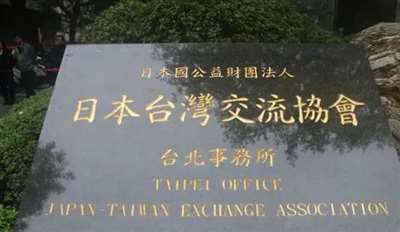 日本國公益財團法人
日本台灣交流協會
台北事務所
TAIPEI OFFICE
JAPAN-TAIWAN EXCHANGE ASSOCIATION